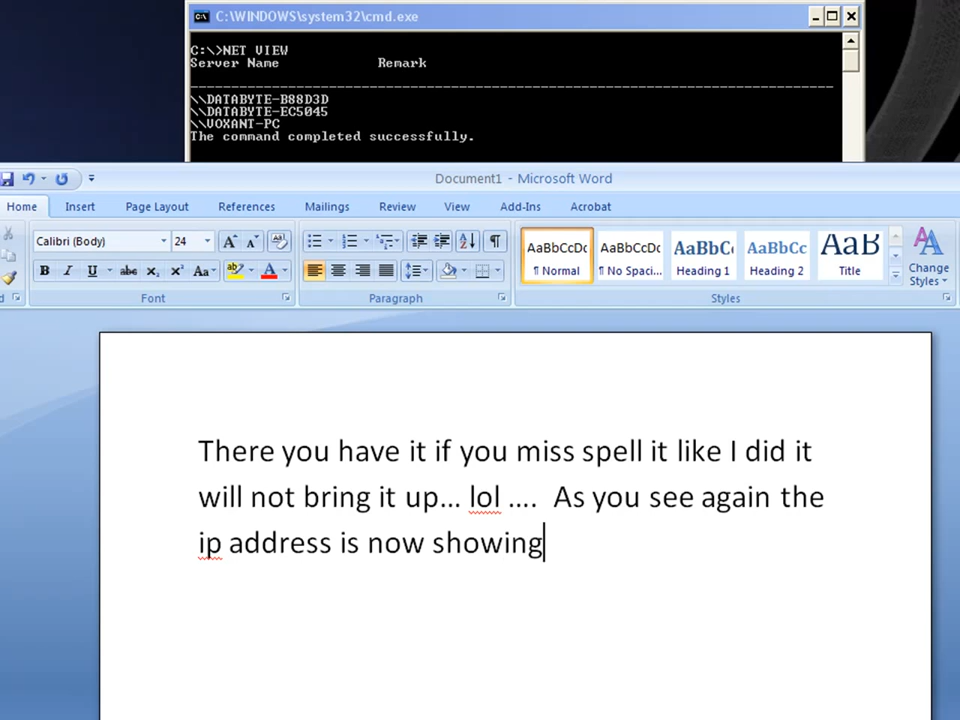 C:\WINDOWS\system32\cmd.exe
C:\>NET VIEW
Server Name Remark
\\DATABYTE-B88D3D
\\DATABYTE-EC5045
\\VOXANT-PC
The command completed successfully.
Document1 - Microsoft Word
Home Insert Page Layout References Mailings Review View Add-Ins Acrobat
Calibri (Body) 24
AaBbCcDc AaBbCcDc AaBbC AaBbCc AaB
¶ Normal ¶ No Spaci... Heading 1 Heading 2 Title Change Styles
Font Paragraph Styles
There you have it if you miss spell it like I did it
will not bring it up... lol .... As you see again the
ip address is now showing